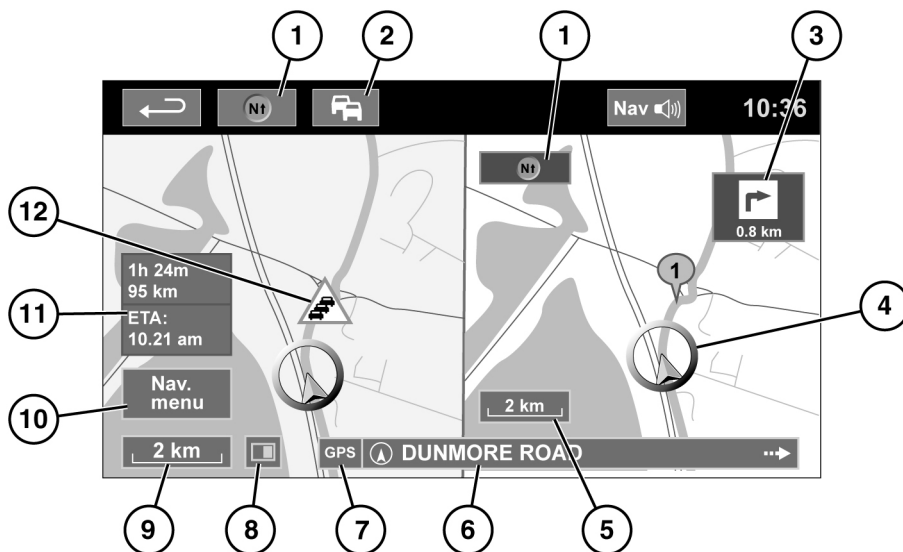 1
2
1
3
Nt
Nav
10:36
Nt
0.8 km
12
1h 24m
95 km
1
11
ETA:
10.21 am
4
Nav.
menu
10
2 km
2 km
GPS
DUNMORE ROAD
9
8
7
6
5